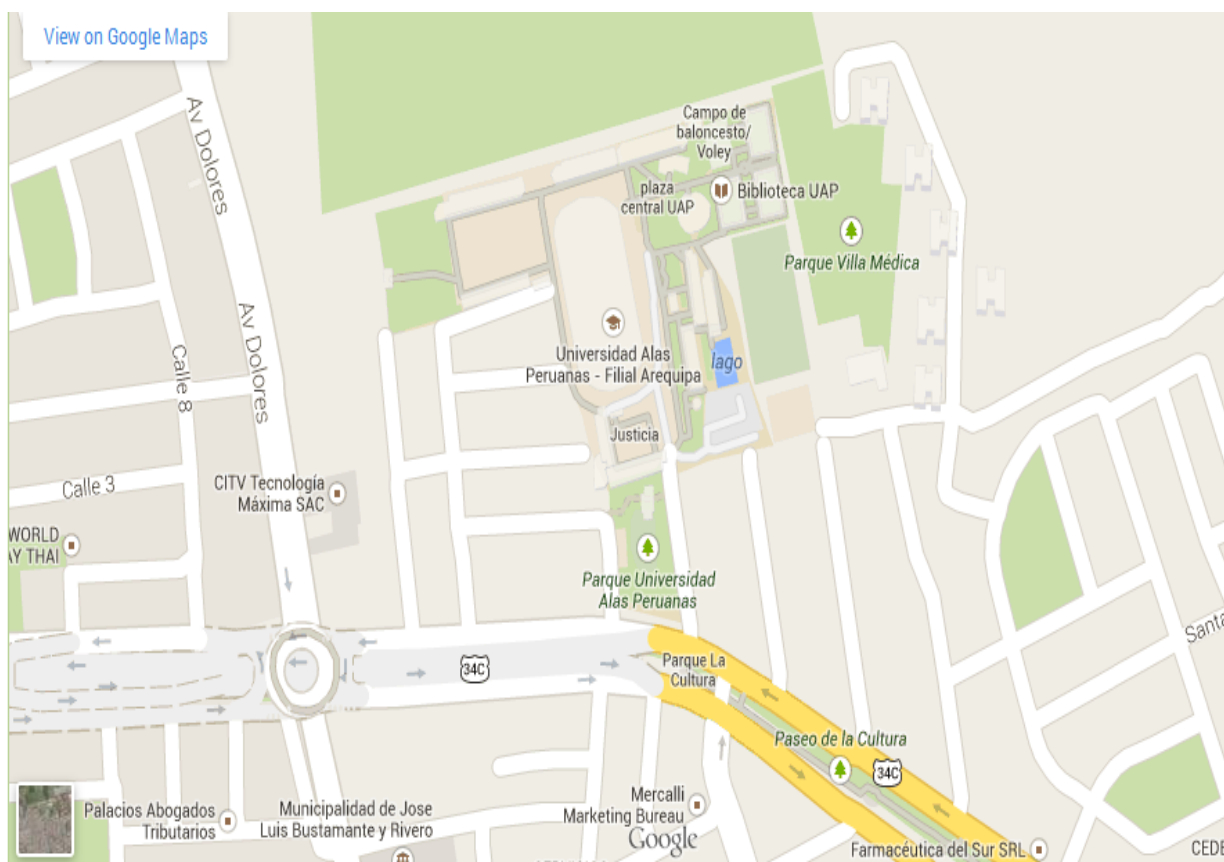 View on Google Maps
Av Dolores
Campo de
baloncesto/
Voley
plaza
central UAP
Biblioteca UAP
Parque Villa Médica
Av Dolores
Calle 8
Universidad Alas
Peruanas - Filial Arequipa
lago
Justicia
Calle 3
CITV Tecnología
Máxima SAC
WORLD
AY THAI
Parque Universidad
Alas Peruanas
Santa
34C
Parque La
Cultura
Paseo de la Cultura
34C
Palacios Abogados
Tributarios
Municipalidad de Jose
Luis Bustamante y Rivero
Mercalli
Marketing Bureau
Google
Farmacéutica del Sur SRL
CEDE